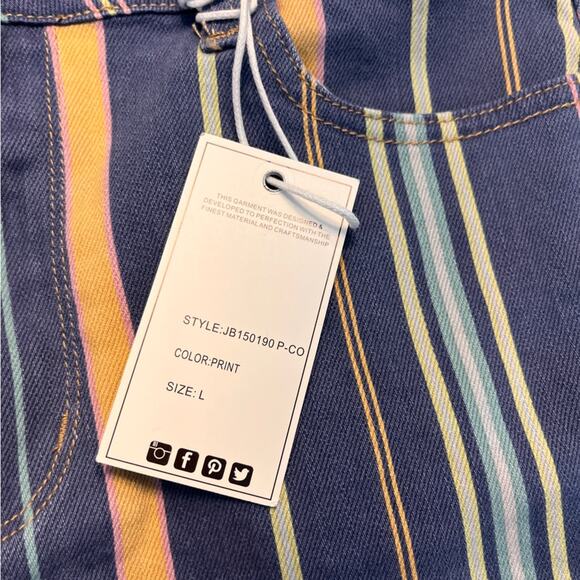 THIS GARMENT WAS DESIGNED &
DEVELOPED TO PERFECTION WITH THE
FINEST MATERIAL AND CRAFTSMANSHIP
STYLE:JB150190 P-CO
COLOR:PRINT
SIZE: L